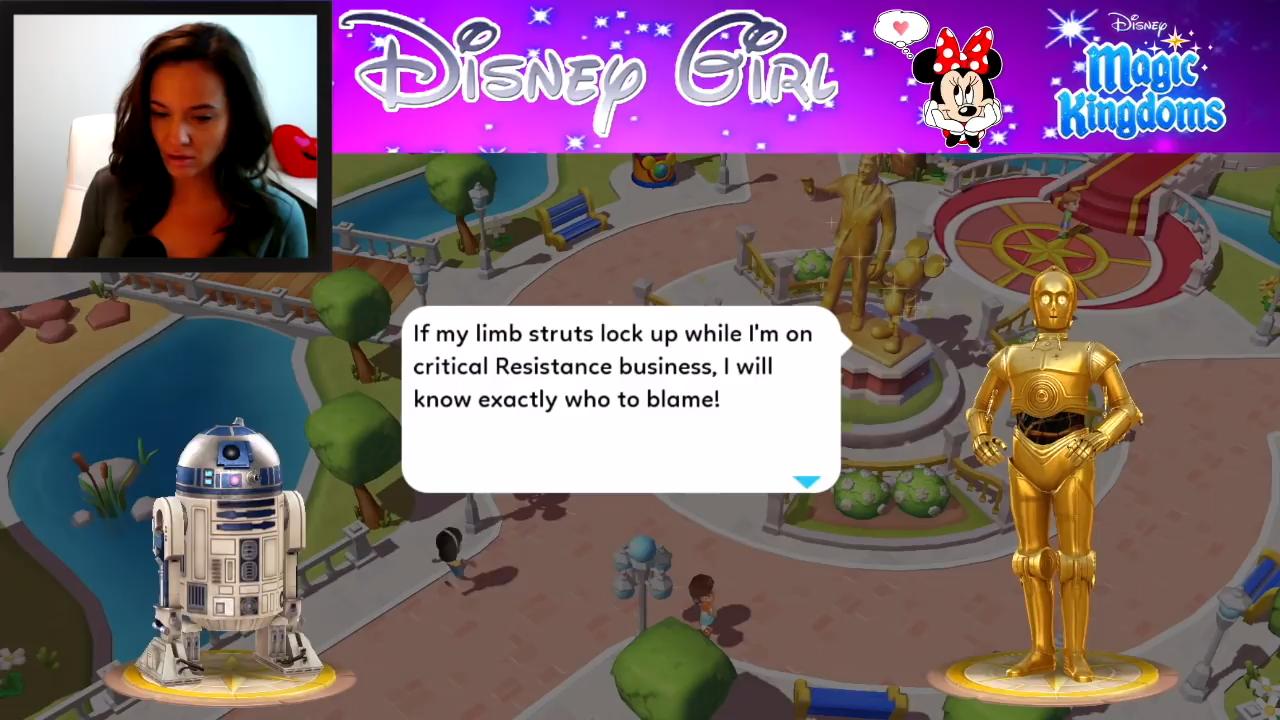 Disney Girl
Disney
Magic
Kingdoms
If my limb struts lock up while I'm on
critical Resistance business, I will
know exactly who to blame!